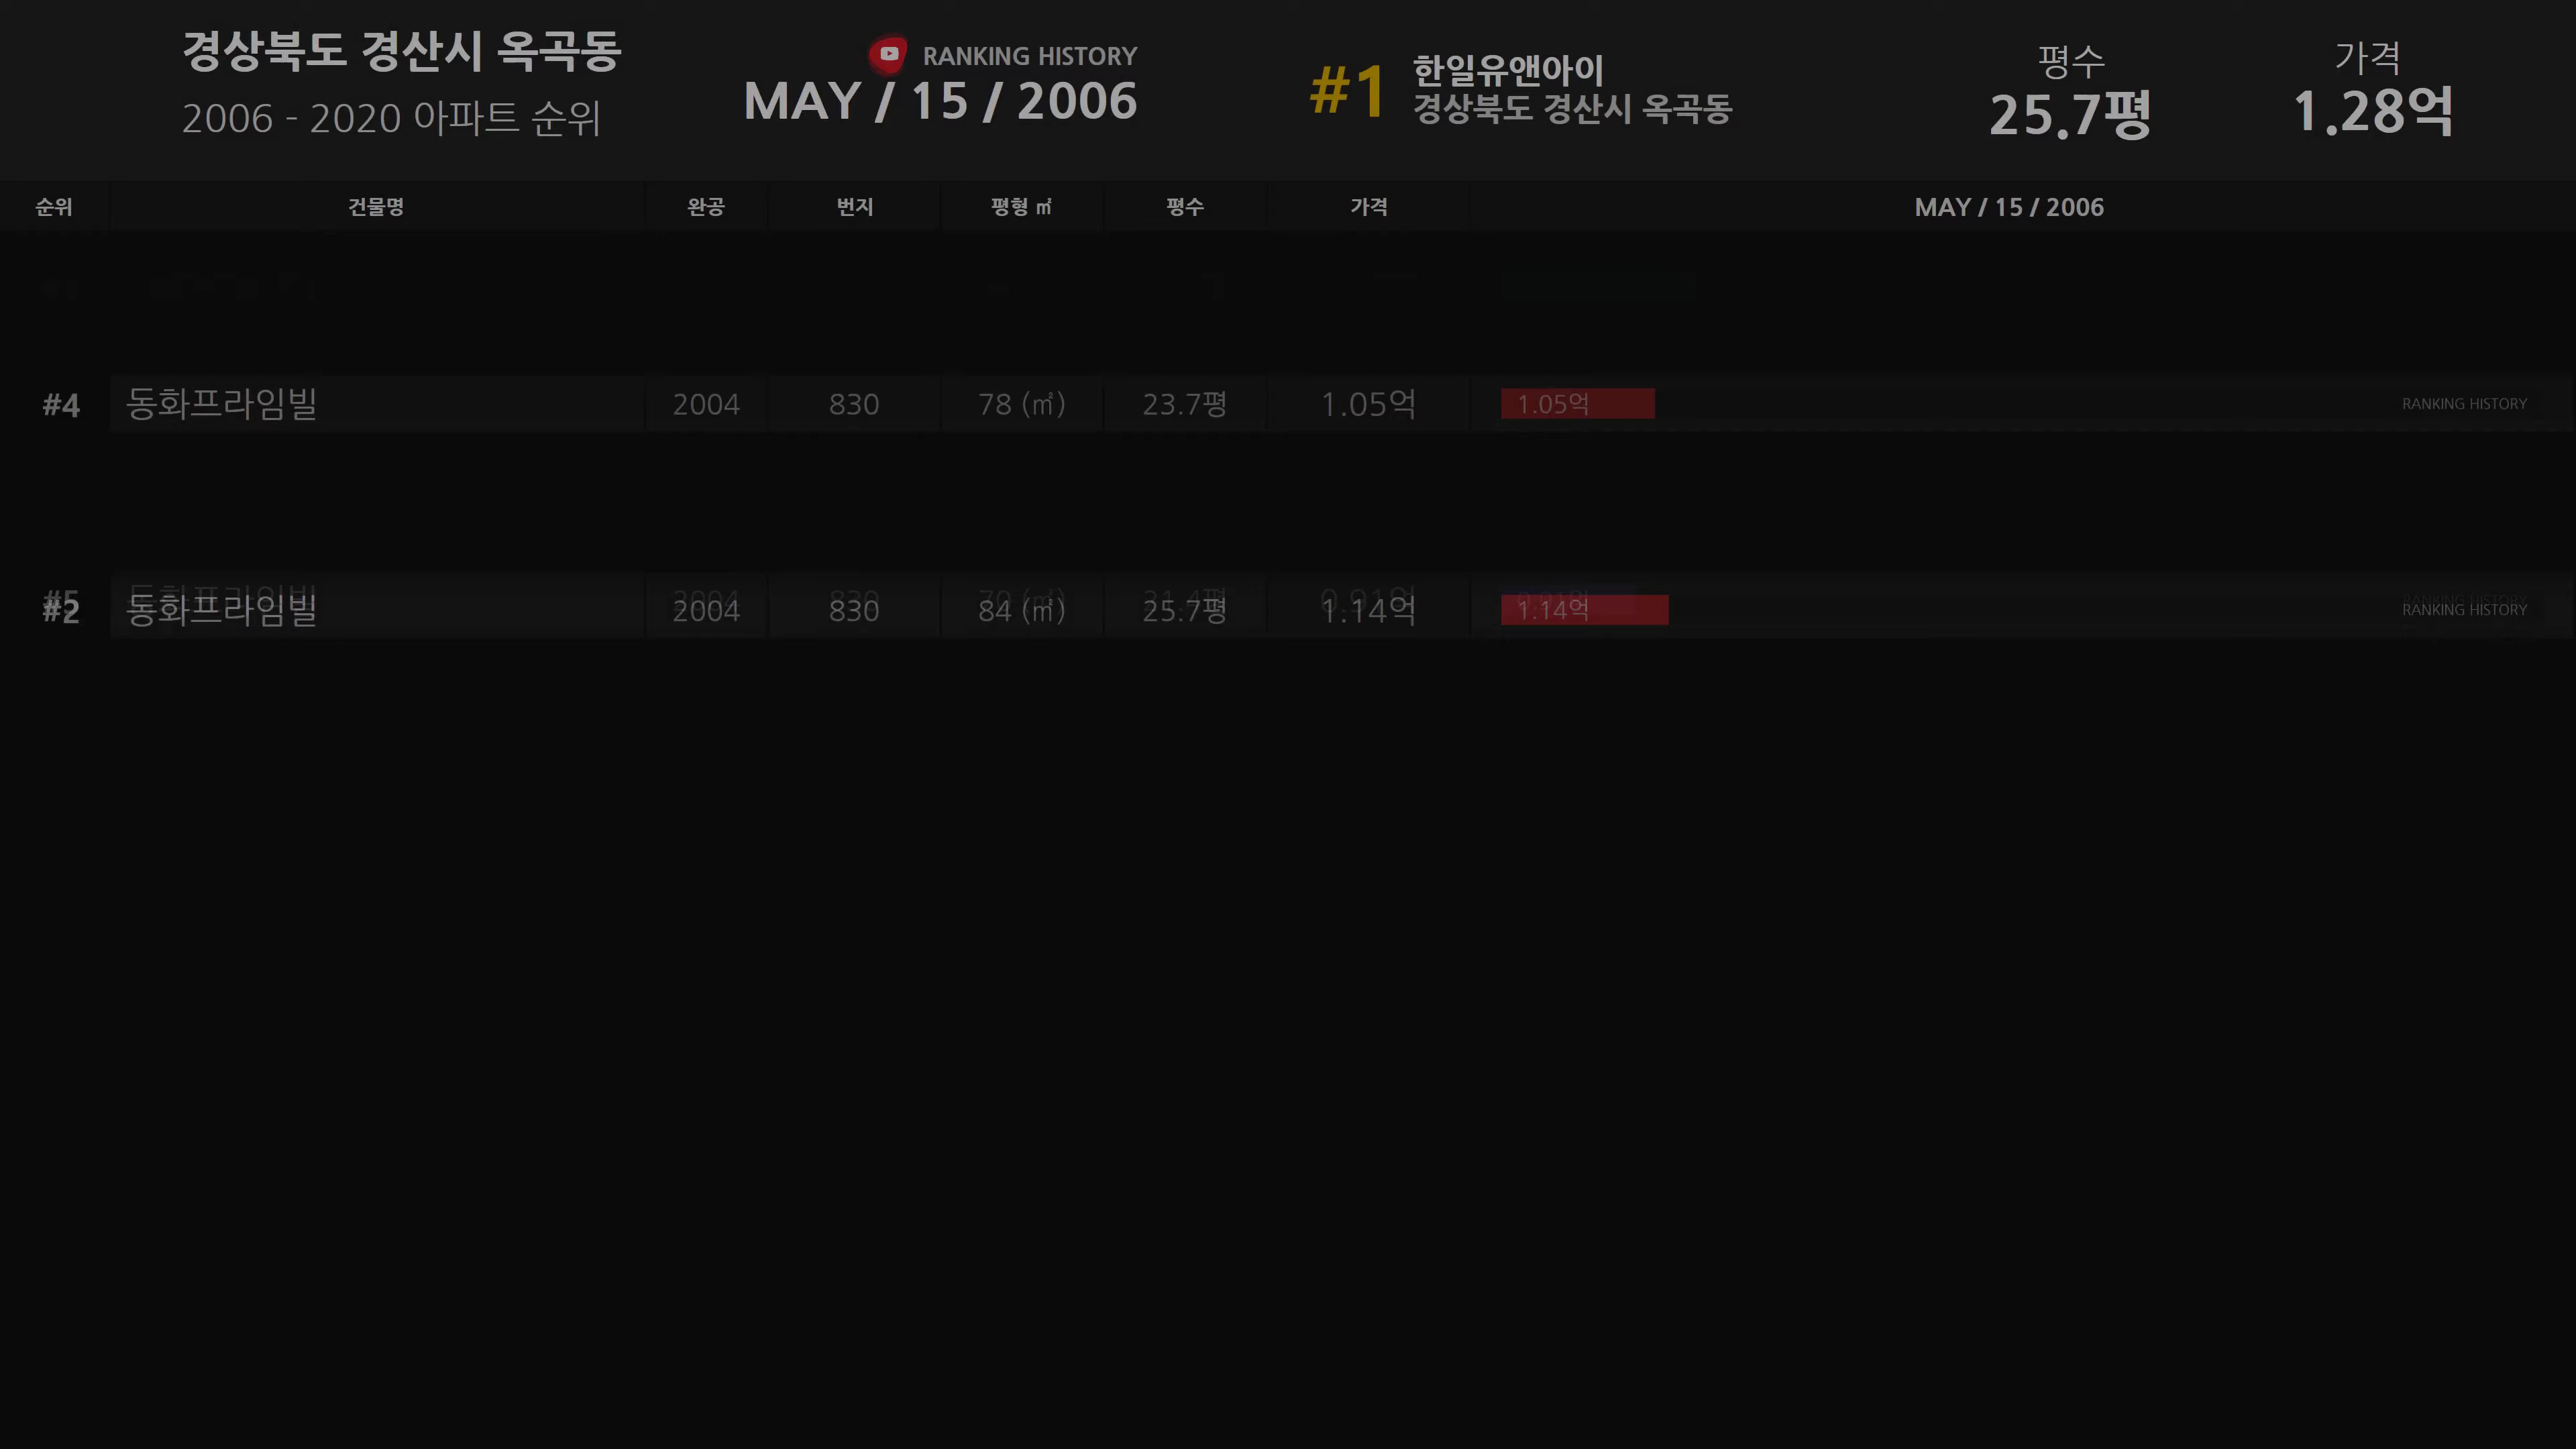 경상북도 경산시 옥곡동
2006 - 2020 아파트 순위
RANKING HISTORY
MAY / 15 / 2006
#1
한일유앤아이
경상북도 경산시 옥곡동
평수
25.7평
가격
1.28억
순위 건물명 완공 번지 평형 ㎡ 평수 가격 MAY / 15 / 2006
#4 동화프라임빌 2004 830 78 (㎡) 23.7평 1.05억 1.05억 RANKING HISTORY
#2 동화프라임빌 2004 830 84 (㎡) 25.7평 1.14억 1.14억 RANKING HISTORY